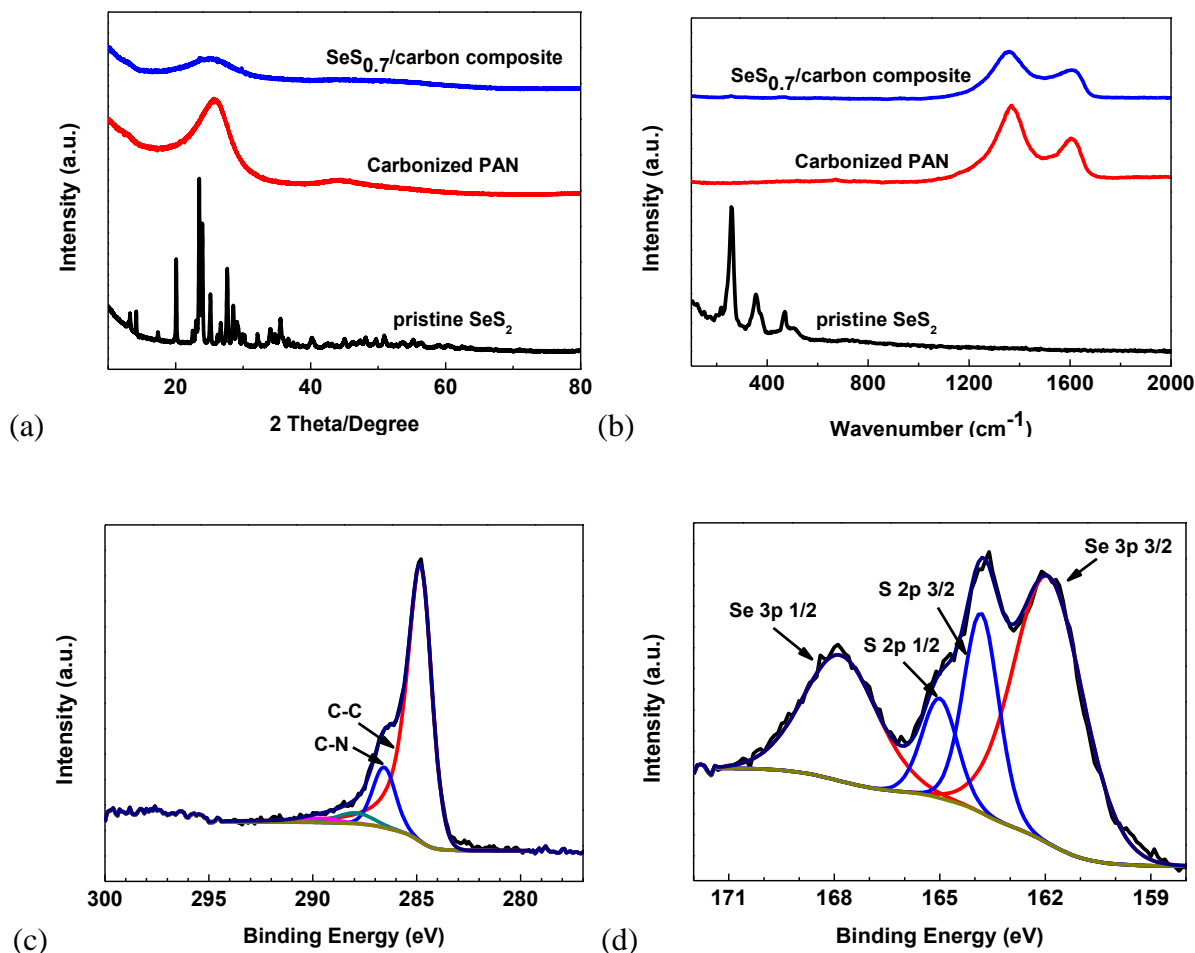 SeS0.7/carbon composite
Carbonized PAN
pristine SeS2
Intensity (a.u.)
20 40 60 80
2 Theta/Degree
(a)
SeS0.7/carbon composite
Carbonized PAN
pristine SeS2
Intensity (a.u.)
400 800 1200 1600 2000
Wavenumber (cm-1)
(b)
C-C
C-N
Intensity (a.u.)
300 295 290 285 280
Binding Energy (eV)
(c)
Se 3p 3/2
S 2p 3/2
Se 3p 1/2
S 2p 1/2
Intensity (a.u.)
171 168 165 162 159
Binding Energy (eV)
(d)